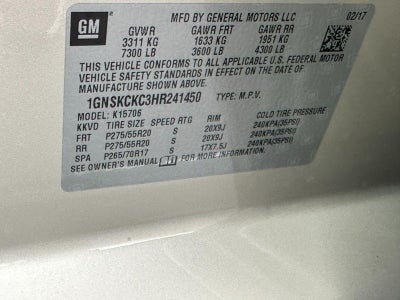 GM
MFD BY GENERAL MOTORS LLC 02/17
GVWR GAWR FRT GAWR RR
3311 KG 1633 KG 1951 KG
7300 LB 3600 LB 4300 LB
THIS VEHICLE CONFORMS TO ALL APPLICABLE U.S. FEDERAL MOTOR
VEHICLE SAFETY STANDARDS IN EFFECT ON THE DATE OF
MANUFACTURE SHOWN ABOVE.
1GNSKCKC3HR241450 TYPE: M.P.V.
MODEL: K15706
KKVD TIRE SIZE SPEED RTG RIM COLD TIRE PRESSURE
FRT P275/55R20 S 20X9J 240KPA(35PSI)
RR P275/55R20 S 20X9J 240KPA(35PSI)
SPA P265/70R17 S 17X7.5J 240KPA(35PSI)
SEE OWNER'S MANUAL FOR MORE INFORMATION.